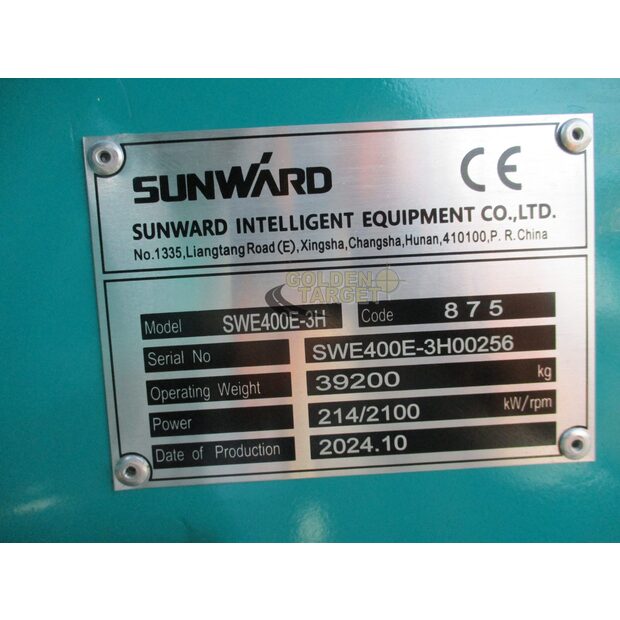 SUNWARD CE
SUNWARD INTELLIGENT EQUIPMENT CO.,LTD.
No.1335,Liangtang Road (E),Xingsha,Changsha,Hunan,410100,P. R.China
GOLDEN
TARGET
Model SWE400E-3H Code 875
Serial No SWE400E-3H00256
Operating Weight 39200 kg
Power 214/2100 kW/rpm
Date of Production 2024.10